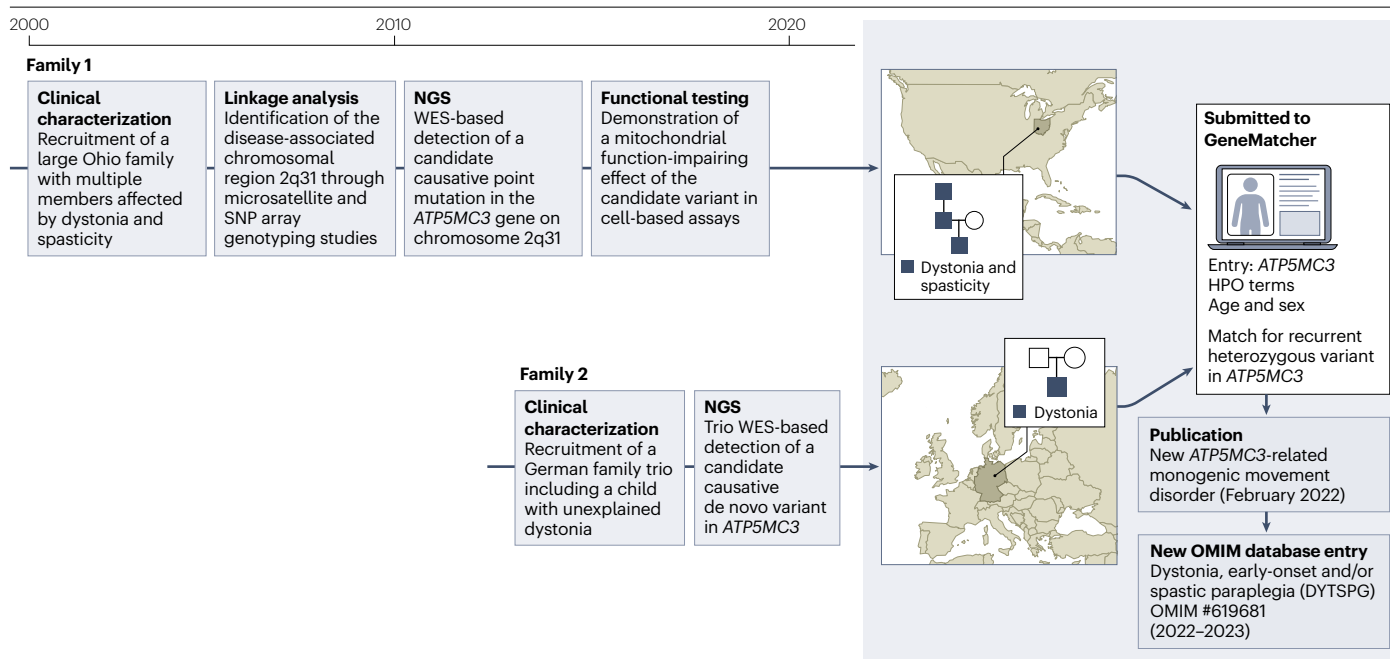 2000
2010
2020
Family 1
Clinical
characterization
Recruitment of a
large Ohio family
with multiple
members affected
by dystonia and
spasticity
Linkage analysis
Identification of the
disease-associated
chromosomal
region 2q31 through
microsatellite and
SNP array
genotyping studies
NGS
WES-based
detection of a
candidate
causative point
mutation in the
ATP5MC3 gene on
chromosome 2q31
Functional testing
Demonstration of
a mitochondrial
function-impairing
effect of the
candidate variant in
cell-based assays
Dystonia and
spasticity
Submitted to
GeneMatcher
Entry: ATP5MC3
HPO terms
Age and sex
Match for recurrent
heterozygous variant
in ATP5MC3
Family 2
Clinical
characterization
Recruitment of a
German family trio
including a child
with unexplained
dystonia
NGS
Trio WES-based
detection of a
candidate
causative
de novo variant
in ATP5MC3
Dystonia
Publication
New ATP5MC3-related
monogenic movement
disorder (February 2022)
New OMIM database entry
Dystonia, early-onset and/or
spastic paraplegia (DYTSPG)
OMIM #619681
(2022–2023)